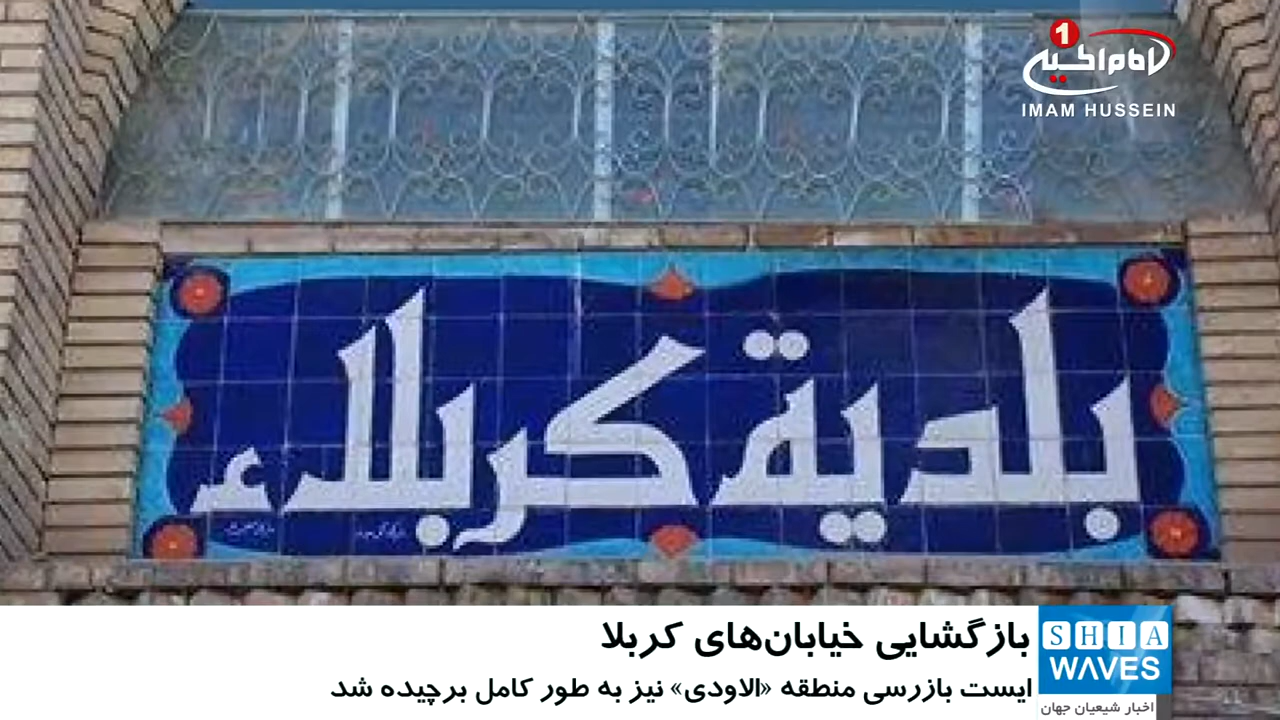 1
امام الحسین
IMAM HUSSEIN
بلدية كربلاء
بازگشایی خیابان‌های کربلا
ایست بازرسی منطقه «الاودی» نیز به طور کامل برچیده شد
SHIA
WAVES
اخبار شیعیان جهان